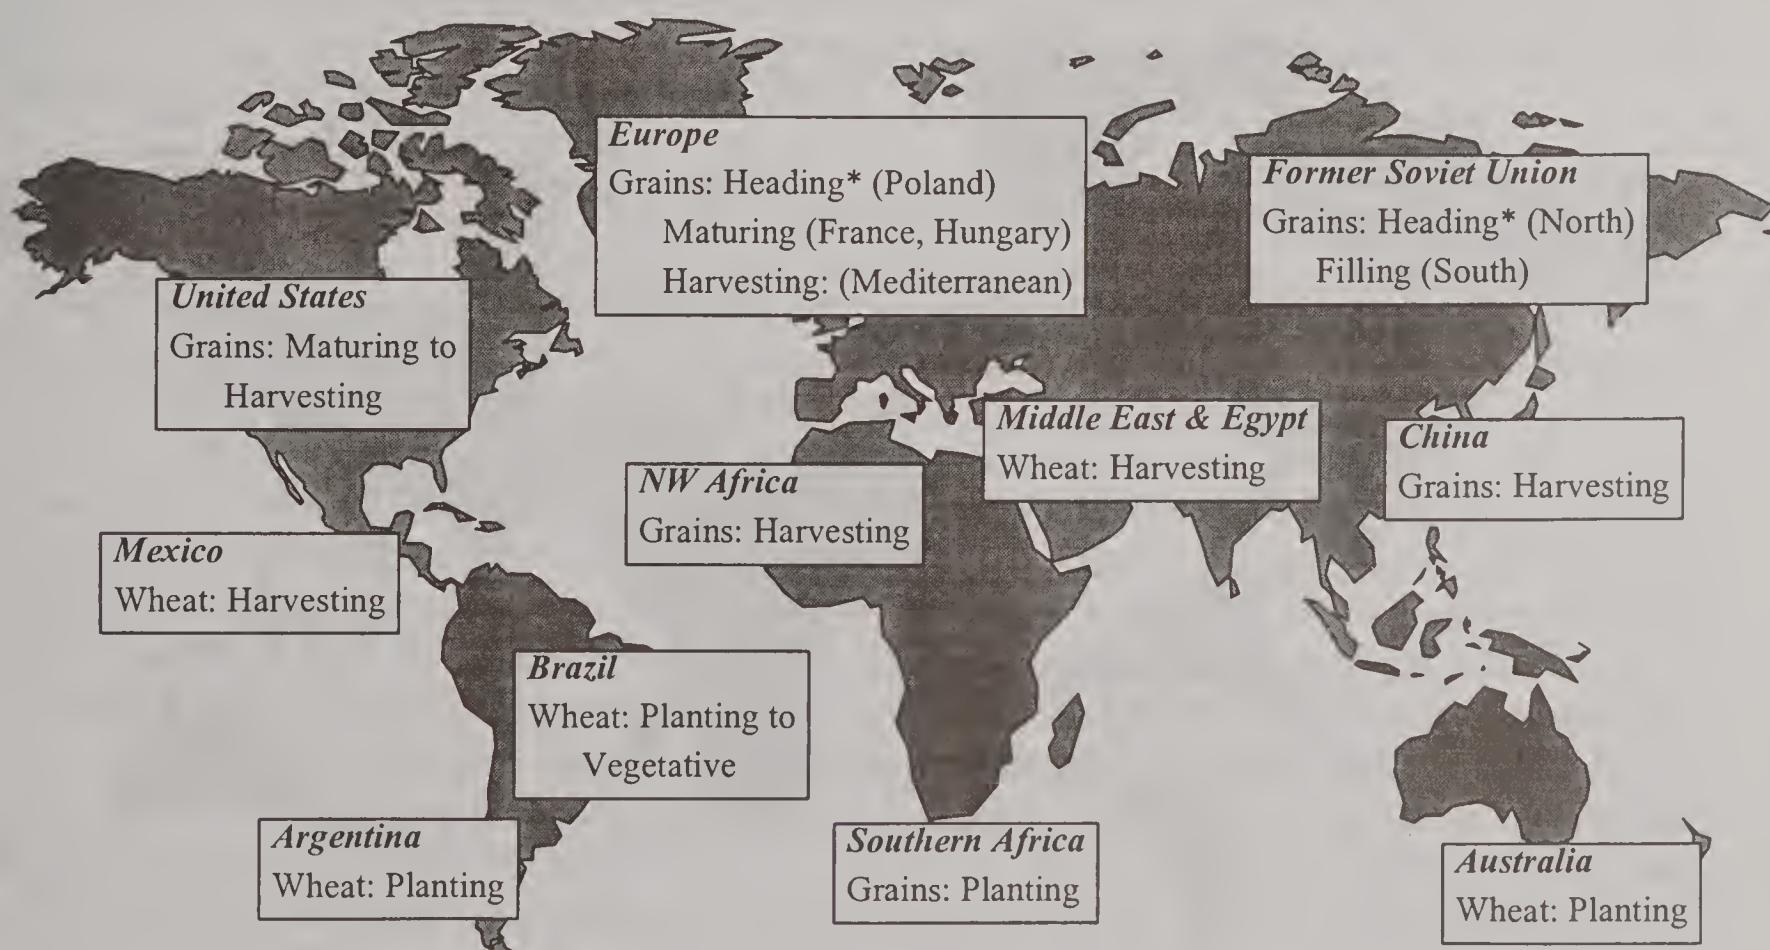 Europe
Grains: Heading* (Poland)
Maturing (France, Hungary)
Harvesting: (Mediterranean)
Former Soviet Union
Grains: Heading* (North)
Filling (South)
United States
Grains: Maturing to
Harvesting
Middle East & Egypt
Wheat: Harvesting
China
Grains: Harvesting
NW Africa
Grains: Harvesting
Mexico
Wheat: Harvesting
Brazil
Wheat: Planting to
Vegetative
Argentina
Wheat: Planting
Southern Africa
Grains: Planting
Australia
Wheat: Planting